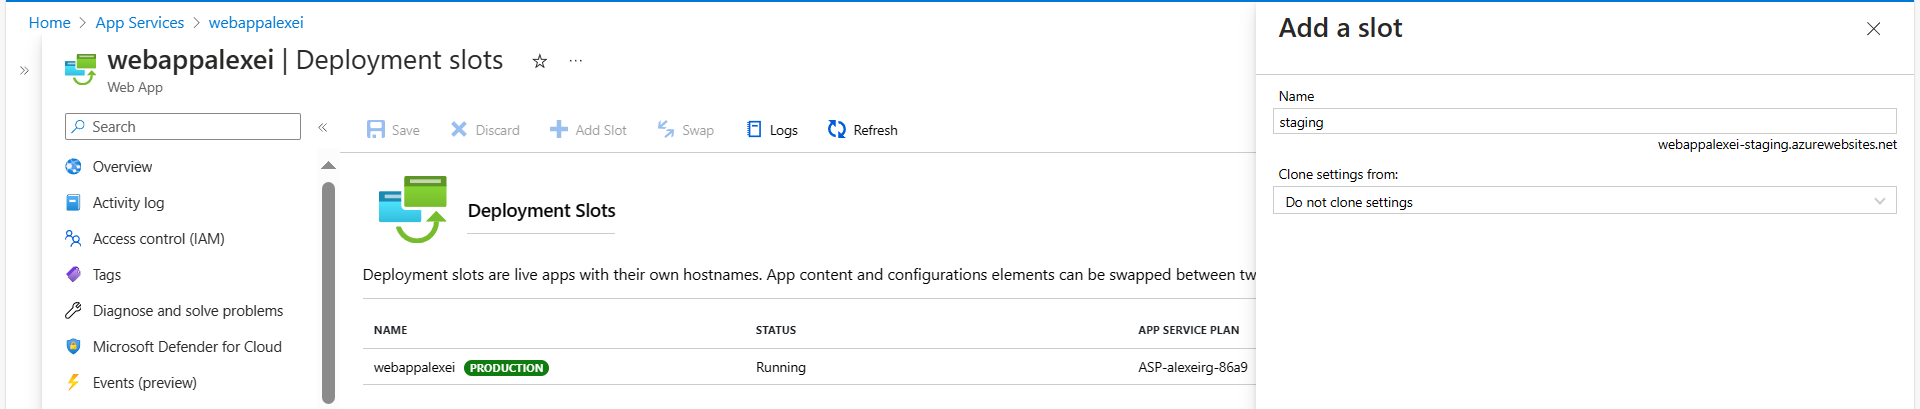 Home > App Services > webappalexei
webappalexei | Deployment slots
Web App
Search
Overview
Activity log
Access control (IAM)
Tags
Diagnose and solve problems
Microsoft Defender for Cloud
Events (preview)
Save Discard Add Slot Swap Logs Refresh
Deployment Slots
Deployment slots are live apps with their own hostnames. App content and configurations elements can be swapped between tw
NAME STATUS APP SERVICE PLAN
webappalexei PRODUCTION Running ASP-alexeirg-86a9
Add a slot
Name
staging
webappalexei-staging.azurewebsites.net
Clone settings from:
Do not clone settings